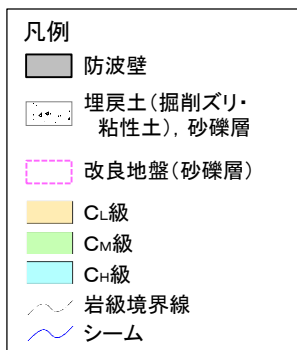 凡例
防波壁
埋戻土(掘削ズリ・
粘性土), 砂礫層
改良地盤(砂礫層)
CL級
CM級
CH級
岩級境界線
シーム